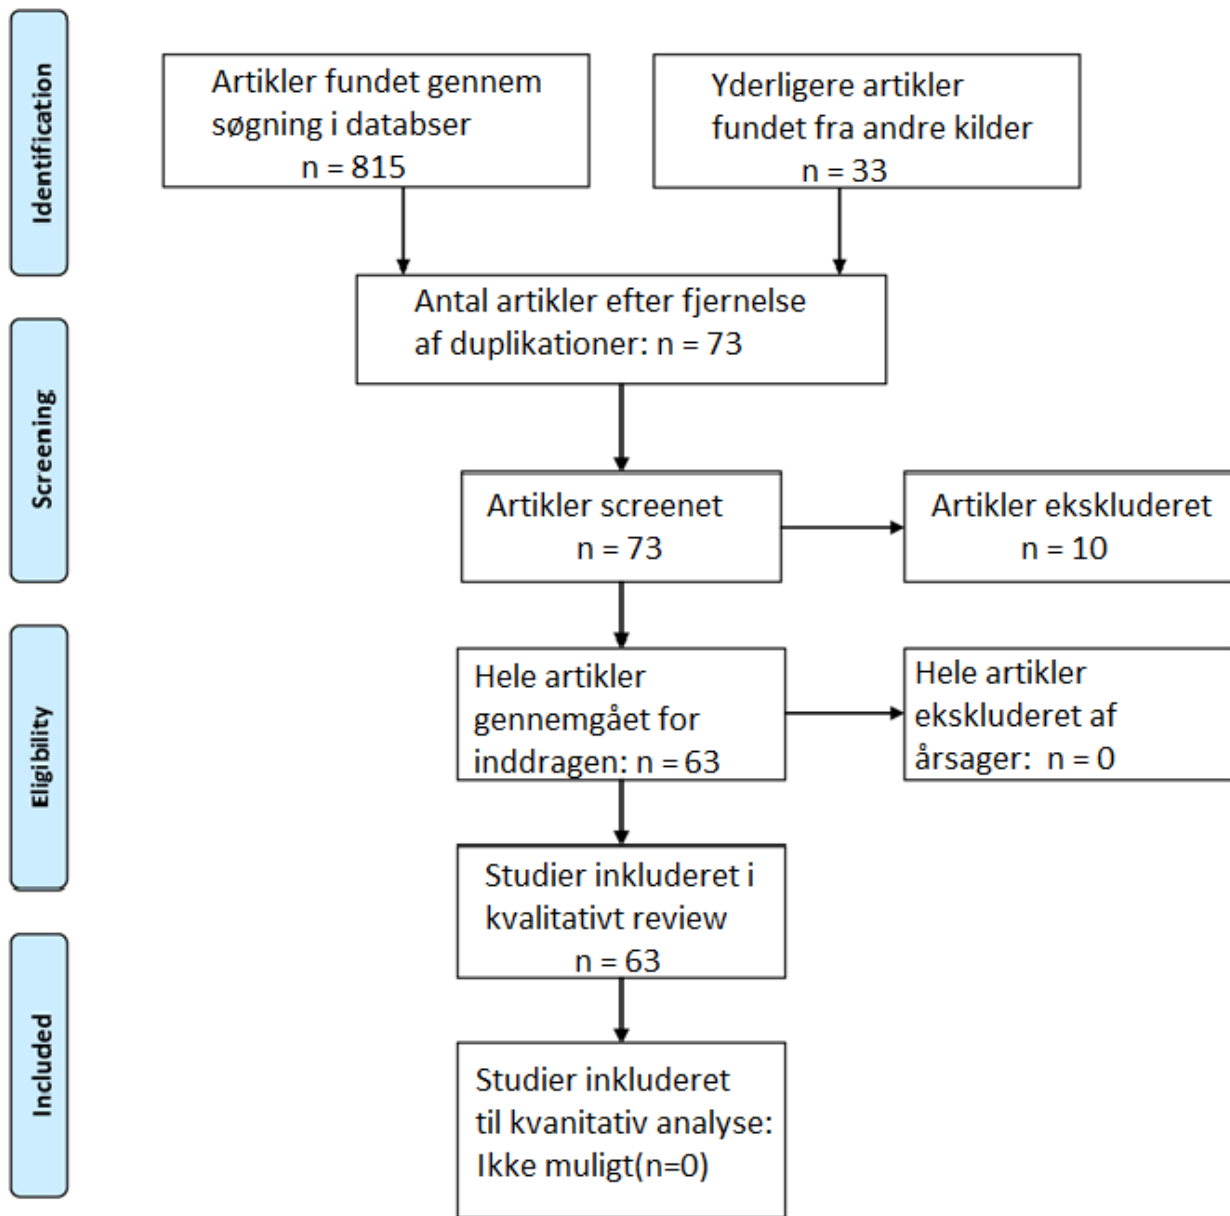 Identification
Artikler fundet gennem
søgning i databser
n = 815
Yderligere artikler
fundet fra andre kilder
n = 33
Antal artikler efter fjernelse
af duplikationer: n = 73
Screening
Artikler screenet
n = 73
Artikler ekskluderet
n = 10
Eligibility
Hele artikler
gennemgået for
inddragen: n = 63
Hele artikler
ekskluderet af
årsager: n = 0
Studier inkluderet i
kvalitativt review
n = 63
Included
Studier inkluderet
til kvanitativ analyse:
Ikke muligt(n=0)